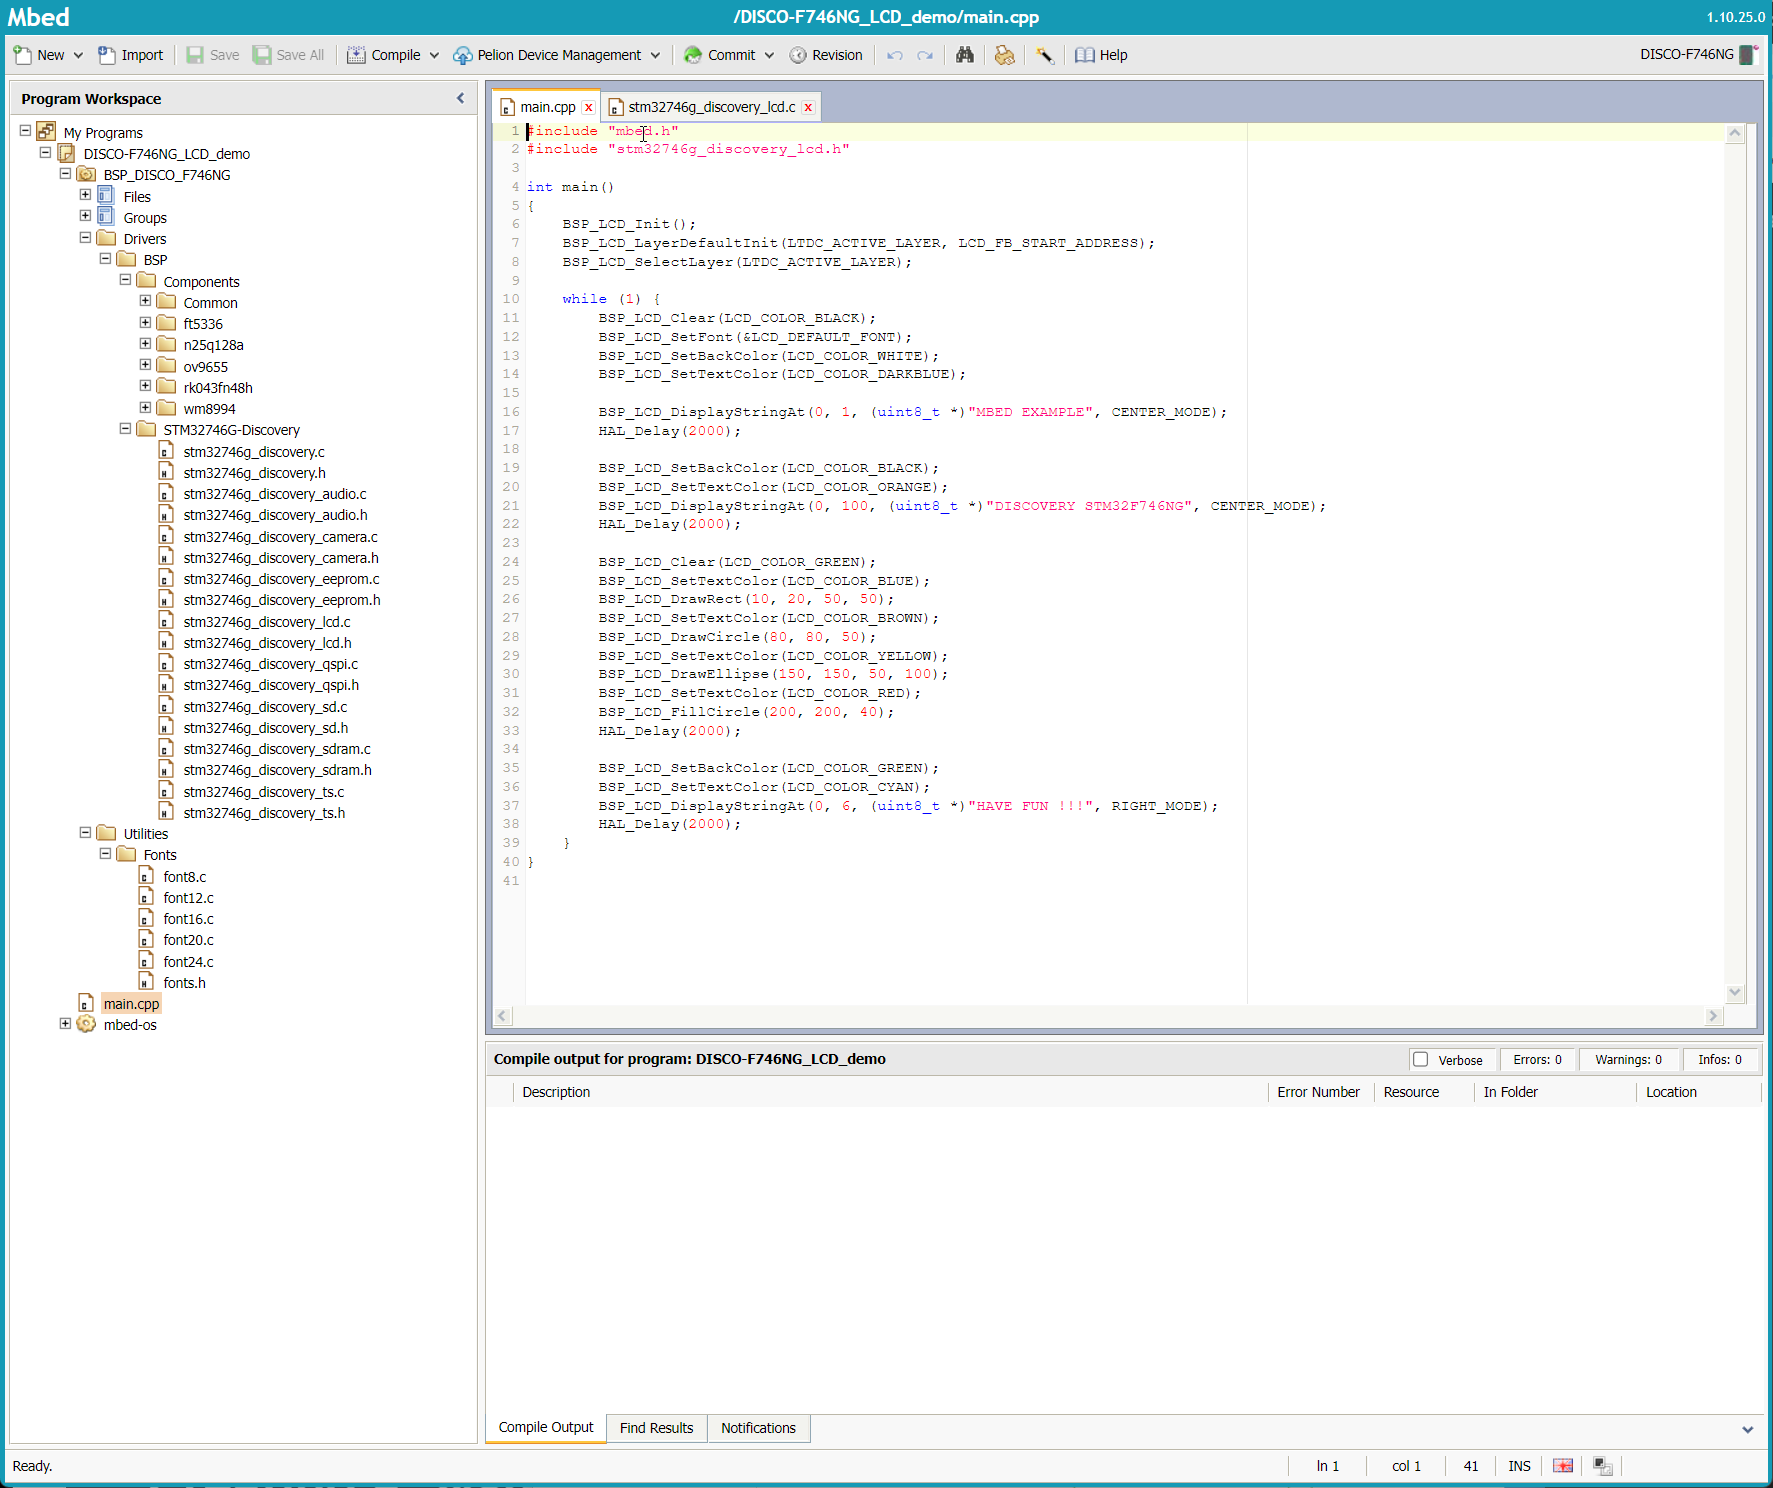 Mbed
/DISCO-F746NG_LCD_demo/main.cpp
1.10.25.0
New Import Save Save All Compile Pelion Device Management Commit Revision Help
DISCO-F746NG
Program Workspace
My Programs
DISCO-F746NG_LCD_demo
BSP_DISCO_F746NG
Files
Groups
Drivers
BSP
Components
Common
ft5336
n25q128a
ov9655
rk043fn48h
wm8994
STM32746G-Discovery
stm32746g_discovery.c
stm32746g_discovery.h
stm32746g_discovery_audio.c
stm32746g_discovery_audio.h
stm32746g_discovery_camera.c
stm32746g_discovery_camera.h
stm32746g_discovery_eeprom.c
stm32746g_discovery_eeprom.h
stm32746g_discovery_lcd.c
stm32746g_discovery_lcd.h
stm32746g_discovery_qspi.c
stm32746g_discovery_qspi.h
stm32746g_discovery_sd.c
stm32746g_discovery_sd.h
stm32746g_discovery_sdram.c
stm32746g_discovery_sdram.h
stm32746g_discovery_ts.c
stm32746g_discovery_ts.h
Utilities
Fonts
font8.c
font12.c
font16.c
font20.c
font24.c
fonts.h
main.cpp
mbed-os
main.cpp x stm32746g_discovery_lcd.c x
1 #include "mbed.h"
2 #include "stm32746g_discovery_lcd.h"
3
4 int main()
5 {
6     BSP_LCD_Init();
7     BSP_LCD_LayerDefaultInit(LTDC_ACTIVE_LAYER, LCD_FB_START_ADDRESS);
8     BSP_LCD_SelectLayer(LTDC_ACTIVE_LAYER);
9
10     while (1) {
11         BSP_LCD_Clear(LCD_COLOR_BLACK);
12         BSP_LCD_SetFont(&LCD_DEFAULT_FONT);
13         BSP_LCD_SetBackColor(LCD_COLOR_WHITE);
14         BSP_LCD_SetTextColor(LCD_COLOR_DARKBLUE);
15
16         BSP_LCD_DisplayStringAt(0, 1, (uint8_t *)"MBED EXAMPLE", CENTER_MODE);
17         HAL_Delay(2000);
18
19         BSP_LCD_SetBackColor(LCD_COLOR_BLACK);
20         BSP_LCD_SetTextColor(LCD_COLOR_ORANGE);
21         BSP_LCD_DisplayStringAt(0, 100, (uint8_t *)"DISCOVERY STM32F746NG", CENTER_MODE);
22         HAL_Delay(2000);
23
24         BSP_LCD_Clear(LCD_COLOR_GREEN);
25         BSP_LCD_SetTextColor(LCD_COLOR_BLUE);
26         BSP_LCD_DrawRect(10, 20, 50, 50);
27         BSP_LCD_SetTextColor(LCD_COLOR_BROWN);
28         BSP_LCD_DrawCircle(80, 80, 50);
29         BSP_LCD_SetTextColor(LCD_COLOR_YELLOW);
30         BSP_LCD_DrawEllipse(150, 150, 50, 100);
31         BSP_LCD_SetTextColor(LCD_COLOR_RED);
32         BSP_LCD_FillCircle(200, 200, 40);
33         HAL_Delay(2000);
34
35         BSP_LCD_SetBackColor(LCD_COLOR_GREEN);
36         BSP_LCD_SetTextColor(LCD_COLOR_CYAN);
37         BSP_LCD_DisplayStringAt(0, 6, (uint8_t *)"HAVE FUN !!!", RIGHT_MODE);
38         HAL_Delay(2000);
39     }
40 }
41
Compile output for program: DISCO-F746NG_LCD_demo
Verbose Errors: 0 Warnings: 0 Infos: 0
Description Error Number Resource In Folder Location
Compile Output Find Results Notifications
Ready.
ln 1 col 1 41 INS